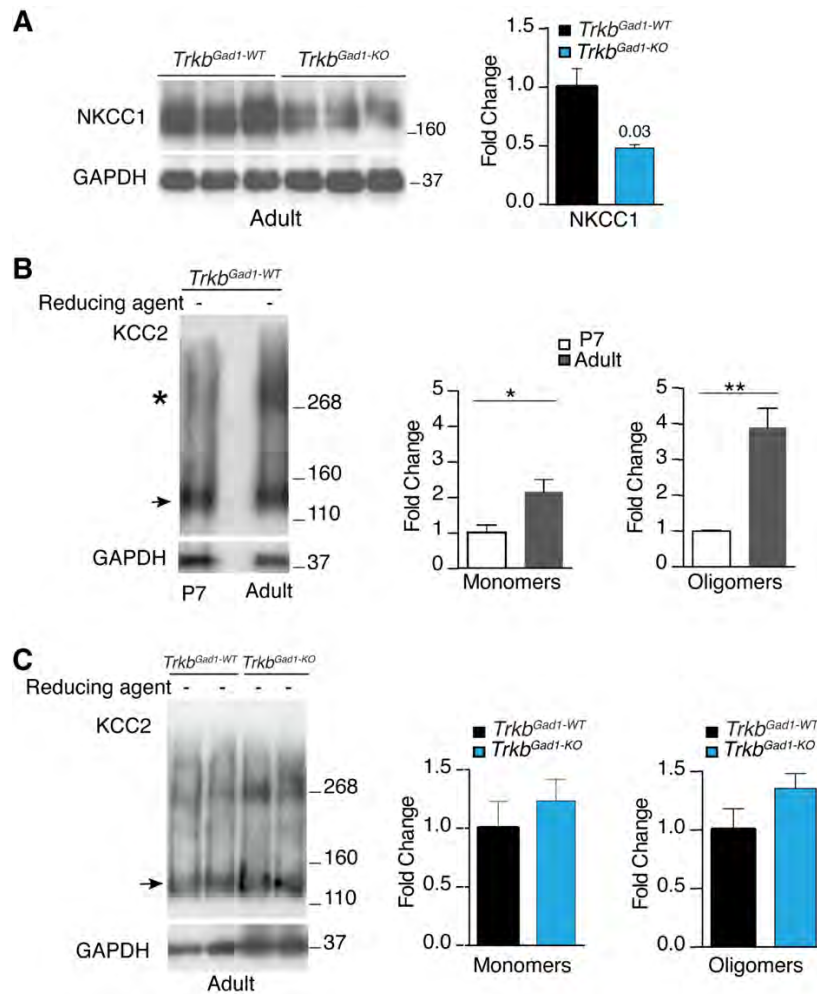 A
Trkb^Gad1-WT Trkb^Gad1-KO
NKCC1
160
GAPDH
37
Adult
Trkb^Gad1-WT
Trkb^Gad1-KO
Fold Change
1.5
1.0
0.5
0.0
0.03
NKCC1
B
Trkb^Gad1-WT
Reducing agent - -
KCC2
*
268
160
110
GAPDH
37
P7 Adult
P7
Adult
Fold Change
5
4
3
2
1
0
*
Monomers
Fold Change
5
4
3
2
1
0
**
Oligomers
C
Trkb^Gad1-WT Trkb^Gad1-KO
Reducing agent - - - -
KCC2
268
160
110
GAPDH
37
Adult
Trkb^Gad1-WT
Trkb^Gad1-KO
Fold Change
1.5
1.0
0.5
0.0
Monomers
Trkb^Gad1-WT
Trkb^Gad1-KO
Fold Change
1.5
1.0
0.5
0.0
Oligomers